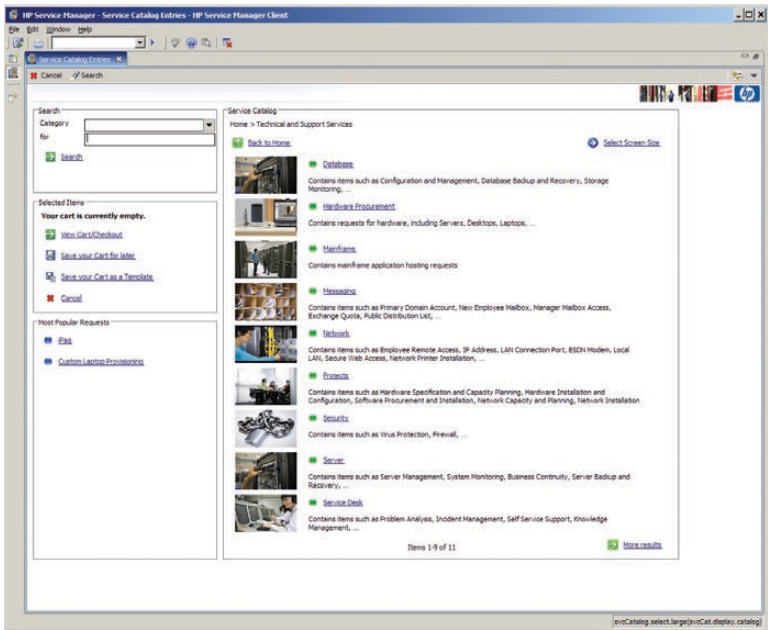 HP Service Manager - Service Catalog Entries - HP Service Manager Client
File Edit Window Help
Service Catalog Entries
Cancel Search
hp
Search
Category
for
Search
Selected Items
Your cart is currently empty.
View Cart/Checkout
Save your Cart for later
Save your Cart as a Template
Cancel
Most Popular Requests
iPaq
Custom Laptop Provisioning
Service Catalog
Home > Technical and Support Services
Back to Home
Select Screen Size
Database
Contains items such as Configuration and Management, Database Backup and Recovery, Storage
Monitoring, ...
Hardware Procurement
Contains requests for hardware, including Servers, Desktops, Laptops, ...
Mainframe
Contains mainframe application hosting requests
Messaging
Contains items such as Primary Domain Account, New Employee Mailbox, Manager Mailbox Access,
Exchange Quota, Public Distribution List, ...
Network
Contains items such as Employee Remote Access, IP Address, LAN Connection Port, ESDN Modem, Local
LAN, Secure Web Access, Network Printer Installation, ...
Projects
Contains items such as Hardware Specification and Capacity Planning, Hardware Installation and
Configuration, Software Procurement and Installation, Network Capacity and Planning, Network Installation
Security
Contains items such as Virus Protection, Firewall, ...
Server
Contains items such as Server Management, System Monitoring, Business Continuity, Server Backup and
Recovery, ...
Service Desk
Contains items such as Problem Analysis, Incident Management, Self Service Support, Knowledge
Management, ...
Items 1-9 of 11
More results
svcCatalog.select.large(svcCat.display.catalog)